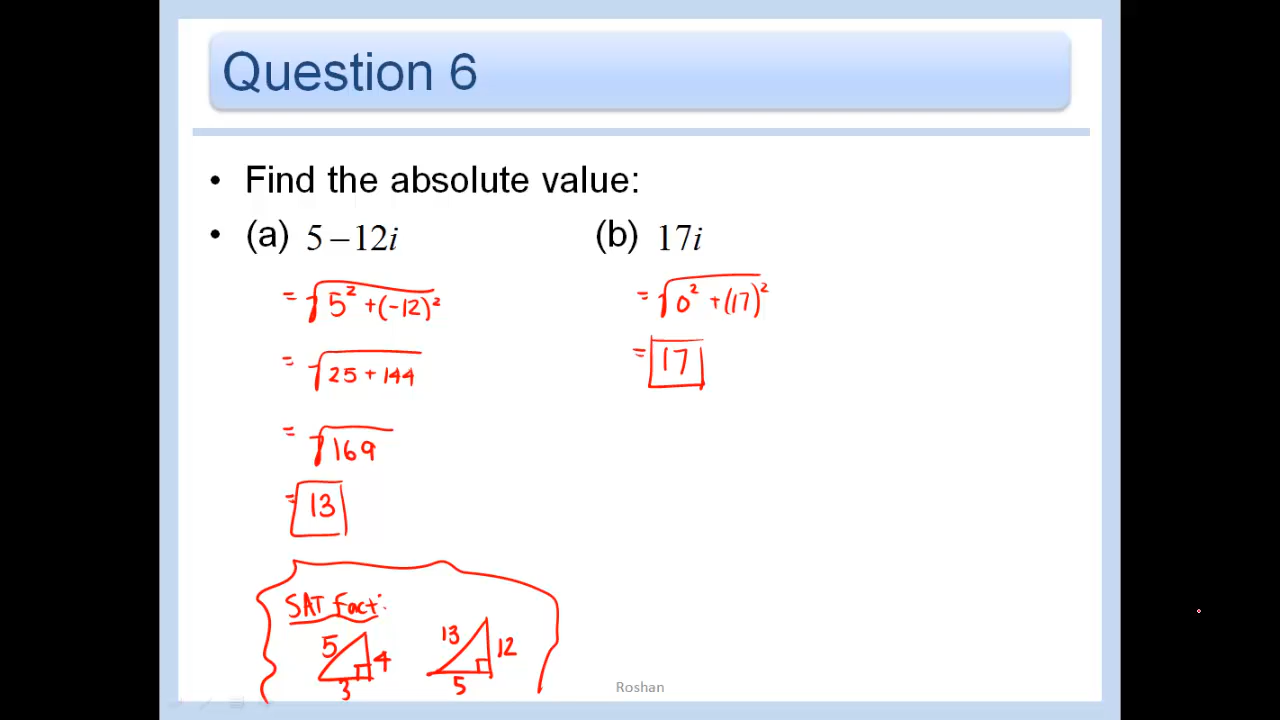 Question 6
• Find the absolute value:
• (a) 5 – 12i (b) 17i
= √(5² + (-12)²)
= √(25 + 144)
= √169
= 13
= √(0² + (17)²)
= 17
SAT fact:
5 4 3
13 12 5
Roshan